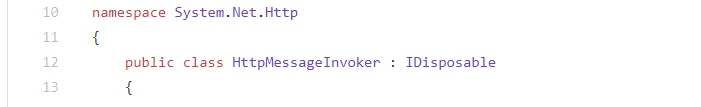 10 namespace System.Net.Http
11 {
12 public class HttpMessageInvoker : IDisposable
13 {